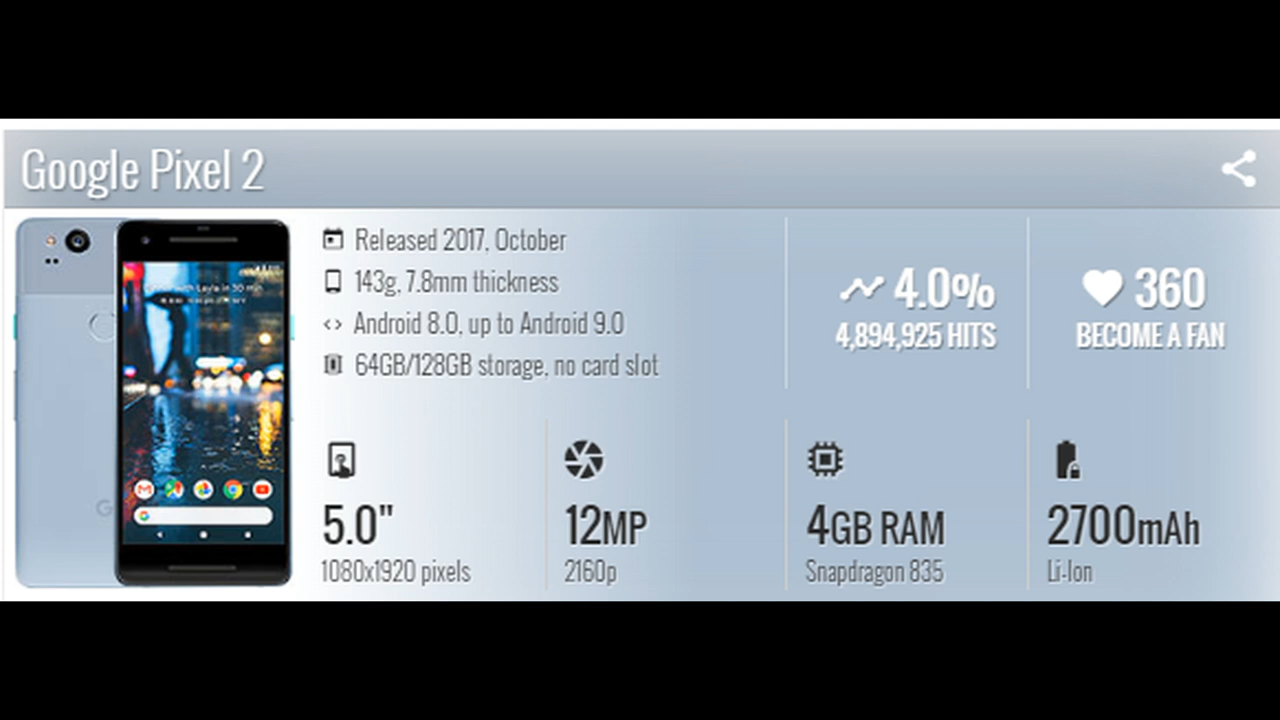 Google Pixel 2
Released 2017, October
143g, 7.8mm thickness
Android 8.0, up to Android 9.0
64GB/128GB storage, no card slot
4.0%
4,894,925 HITS
360
BECOME A FAN
5.0"
1080x1920 pixels
12MP
2160p
4GB RAM
Snapdragon 835
2700mAh
Li-Ion